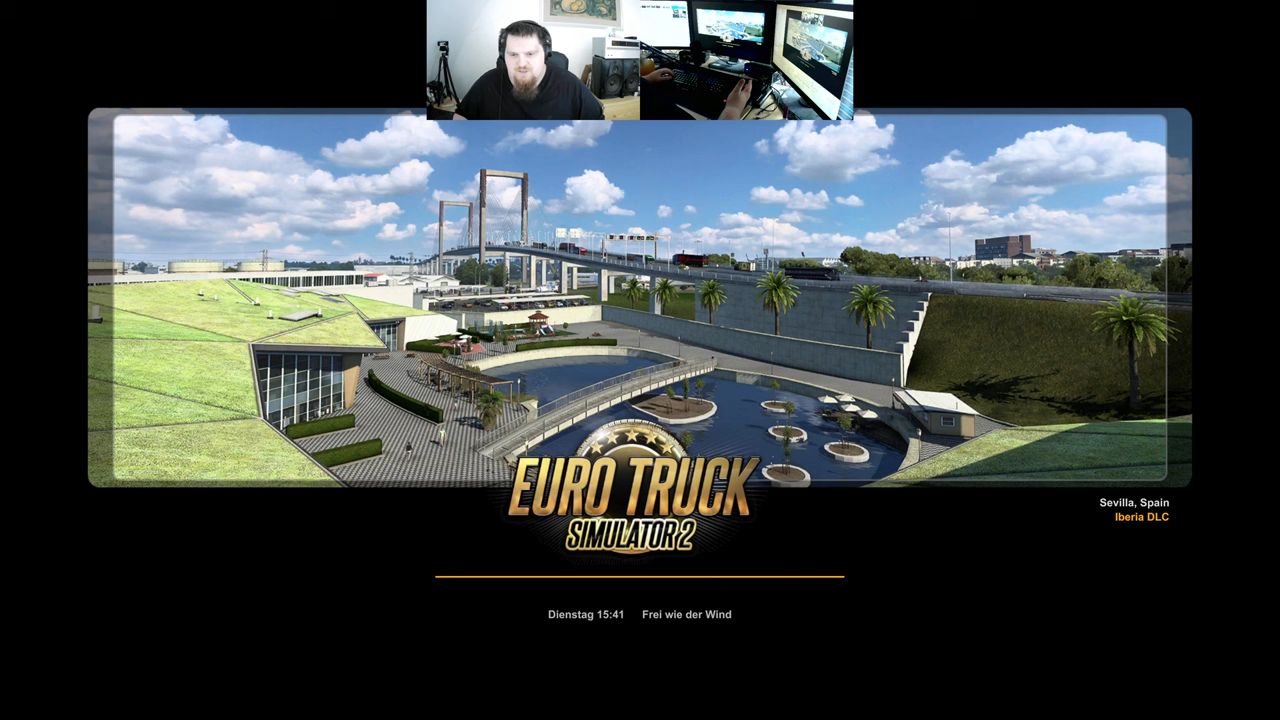 EURO TRUCK
SIMULATOR 2
Sevilla, Spain
Iberia DLC
Dienstag 15:41 Frei wie der Wind